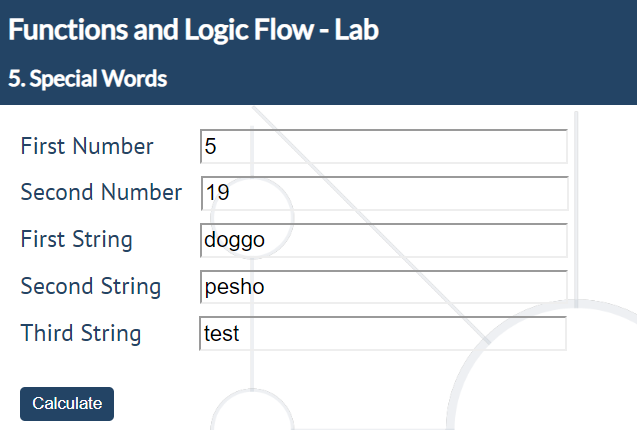 Functions and Logic Flow - Lab
5. Special Words
First Number 5
Second Number 19
First String doggo
Second String pesho
Third String test
Calculate